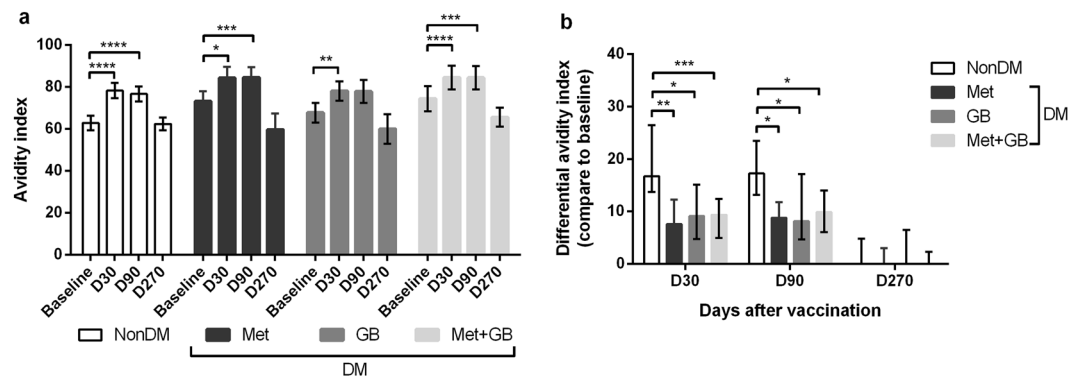 a
Avidity index
100
80
60
40
20
0
****
****
***
*
**
***
****
Baseline
D30
D90
D270
Baseline
D30
D90
D270
Baseline
D30
D90
D270
Baseline
D30
D90
D270
NonDM
Met
GB
Met+GB
DM
b
Differential avidity index
(compare to baseline)
40
30
20
10
0
***
*
**
*
*
*
D30
D90
D270
Days after vaccination
NonDM
Met
GB
Met+GB
DM